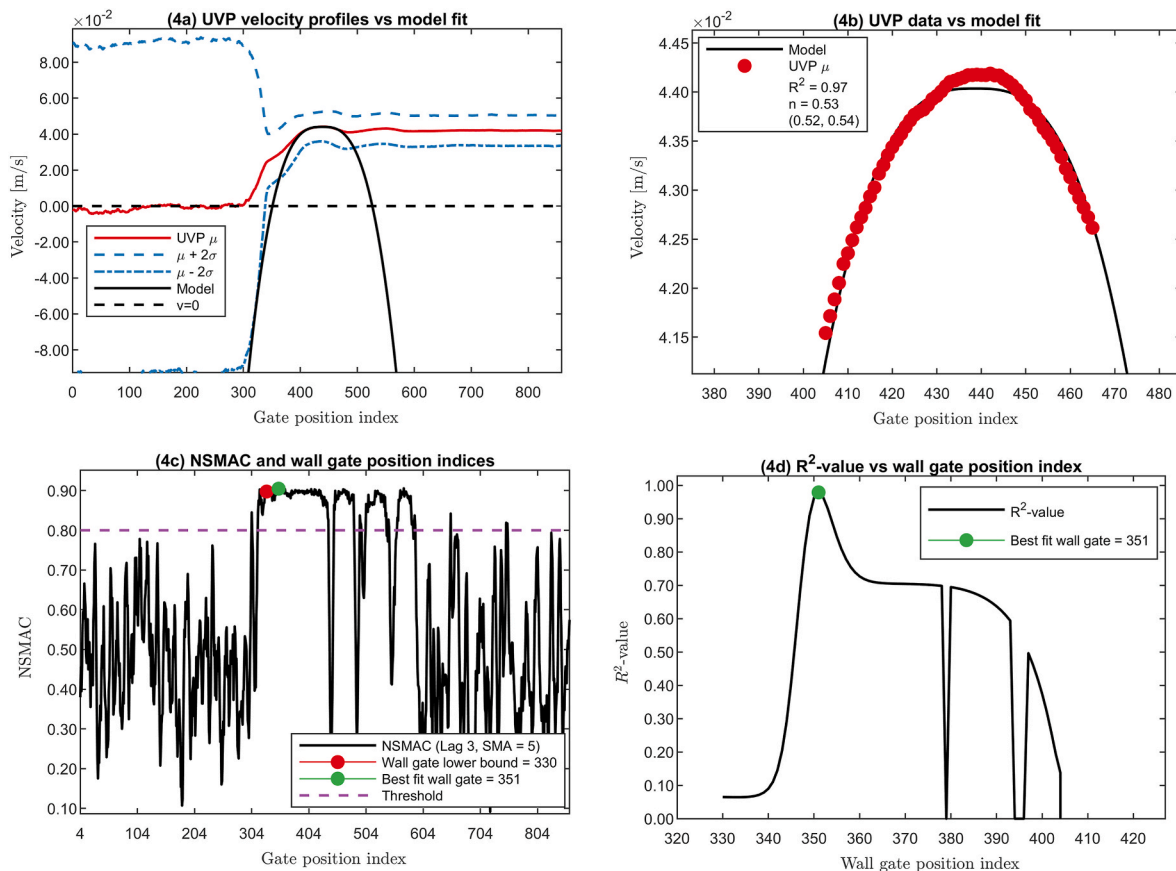 (4a) UVP velocity profiles vs model fit
×10⁻²
8.00
6.00
4.00
2.00
0.00
-2.00
-4.00
-6.00
-8.00
Velocity [m/s]
UVP μ
μ + 2σ
μ - 2σ
Model
v=0
0 100 200 300 400 500 600 700 800
Gate position index
(4b) UVP data vs model fit
×10⁻²
4.45
4.40
4.35
4.30
4.25
4.20
4.15
Velocity [m/s]
Model
UVP μ
R² = 0.97
n = 0.53
(0.52, 0.54)
380 390 400 410 420 430 440 450 460 470 480
Gate position index
(4c) NSMAC and wall gate position indices
0.90
0.80
0.70
0.60
0.50
0.40
0.30
0.20
0.10
NSMAC
NSMAC (Lag 3, SMA = 5)
Wall gate lower bound = 330
Best fit wall gate = 351
Threshold
4 104 204 304 404 504 604 704 804
Gate position index
(4d) R²-value vs wall gate position index
1.00
0.90
0.80
0.70
0.60
0.50
0.40
0.30
0.20
0.10
0.00
R²-value
R²-value
Best fit wall gate = 351
320 330 340 350 360 370 380 390 400 410 420
Wall gate position index